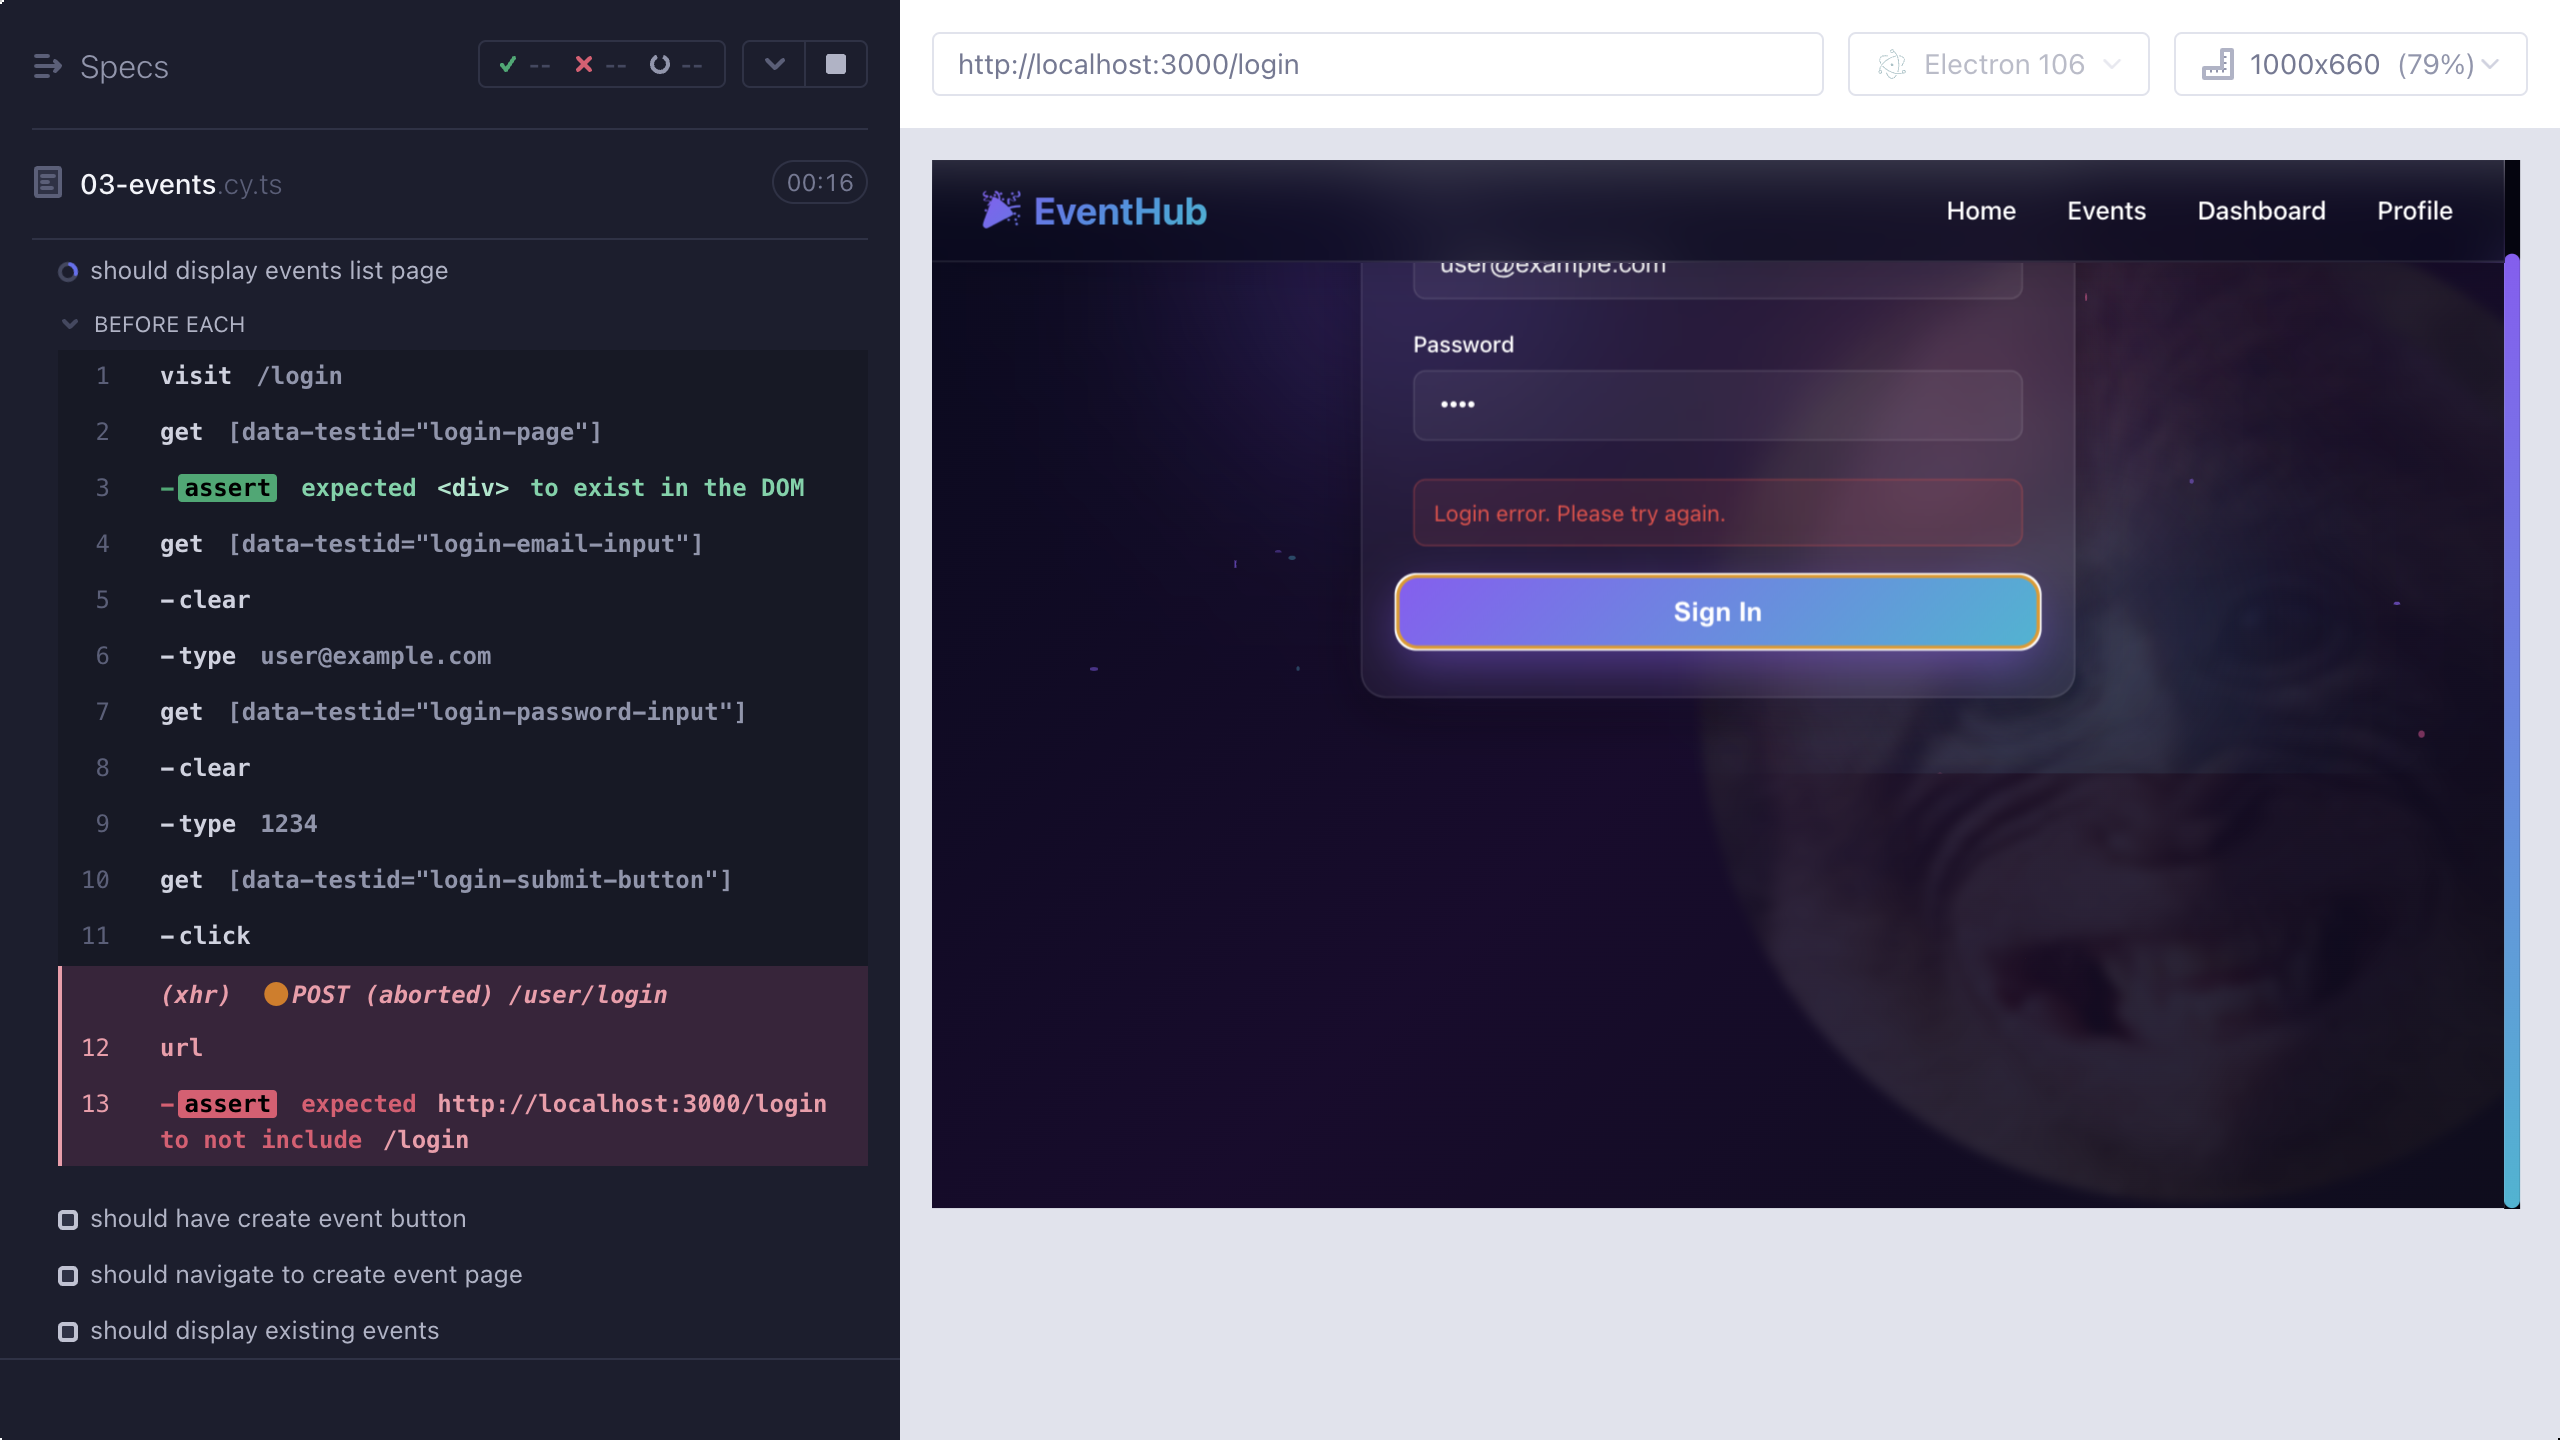 Specs
-- -- --
03-events.cy.ts
00:16
should display events list page
BEFORE EACH
1 visit /login
2 get [data-testid="login-page"]
3 -assert expected <div> to exist in the DOM
4 get [data-testid="login-email-input"]
5 -clear
6 -type user@example.com
7 get [data-testid="login-password-input"]
8 -clear
9 -type 1234
10 get [data-testid="login-submit-button"]
11 -click
(xhr) POST (aborted) /user/login
12 url
13 -assert expected http://localhost:3000/login
to not include /login
should have create event button
should navigate to create event page
should display existing events
http://localhost:3000/login
Electron 106
1000x660 (79%)
EventHub
Home Events Dashboard Profile
user@example.com
Password
••••
Login error. Please try again.
Sign In